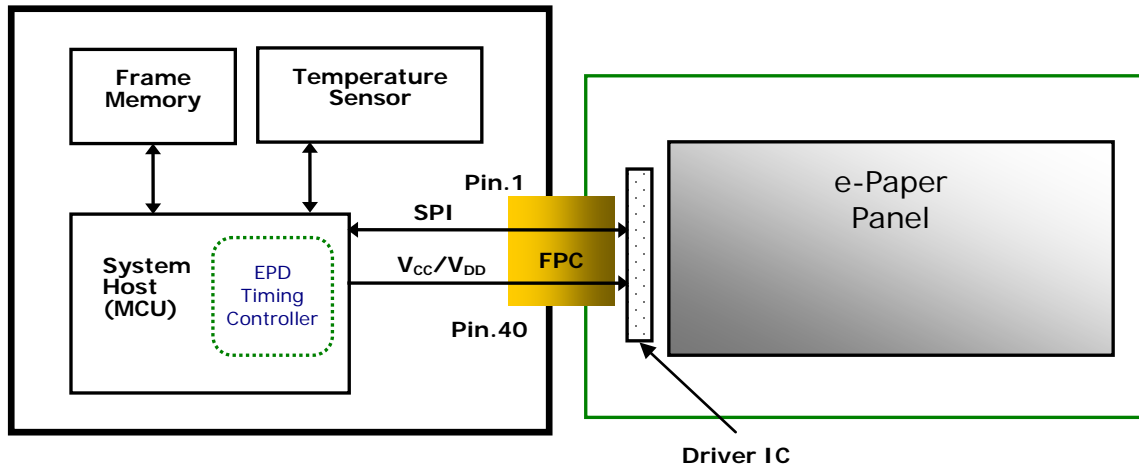 Frame
Memory
Temperature
Sensor
Pin.1
SPI
System
Host
(MCU)
EPD
Timing
Controller
VCC/VDD
FPC
Pin.40
e-Paper
Panel
Driver IC